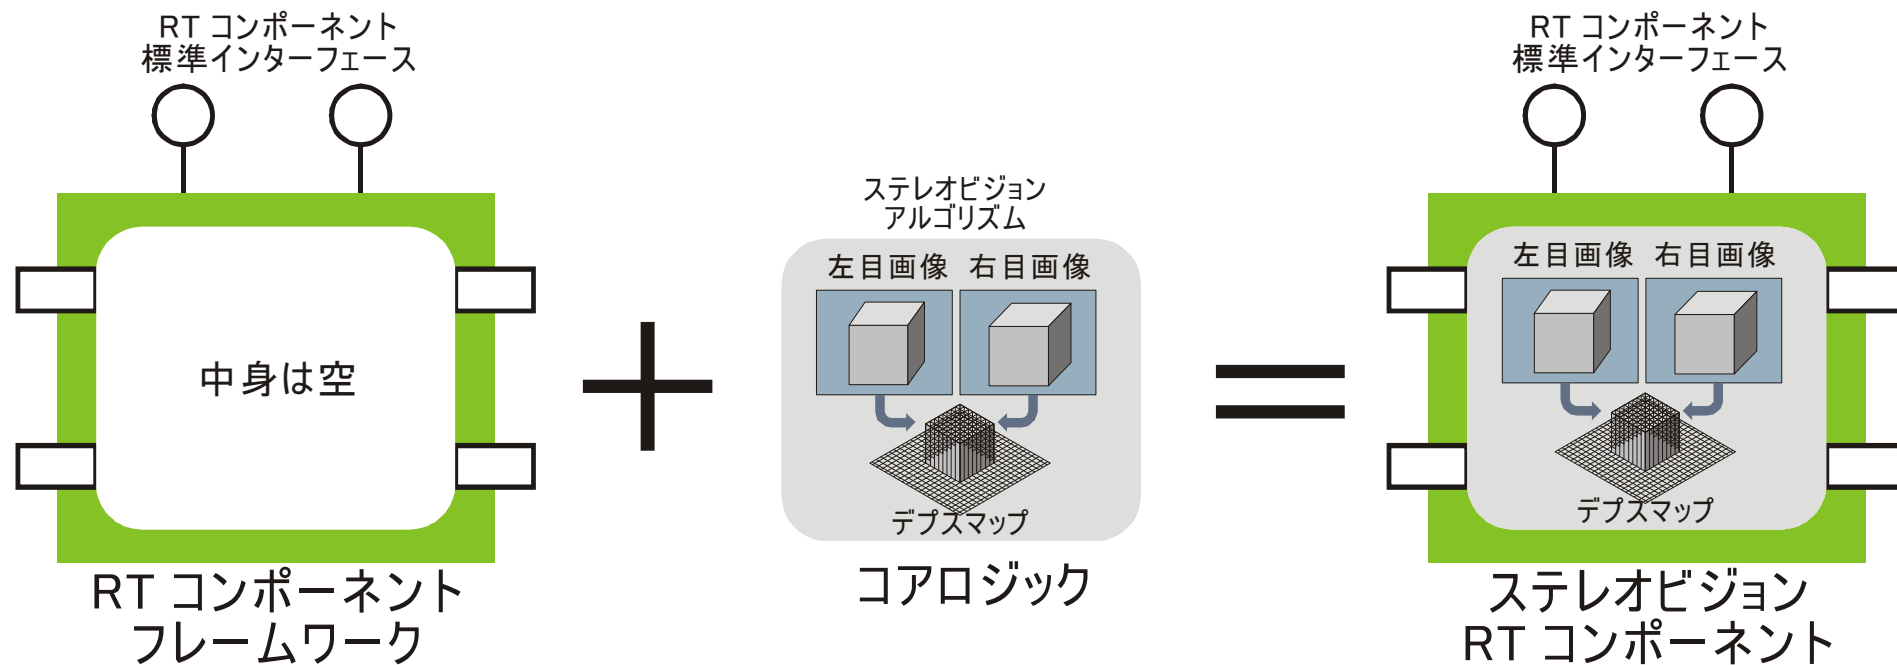 RT コンポーネント
標準インターフェース
中身は空
RT コンポーネント
フレームワーク
ステレオビジョン
アルゴリズム
左目画像 右目画像
デプスマップ
コアロジック
RT コンポーネント
標準インターフェース
左目画像 右目画像
デプスマップ
ステレオビジョン
RT コンポーネント